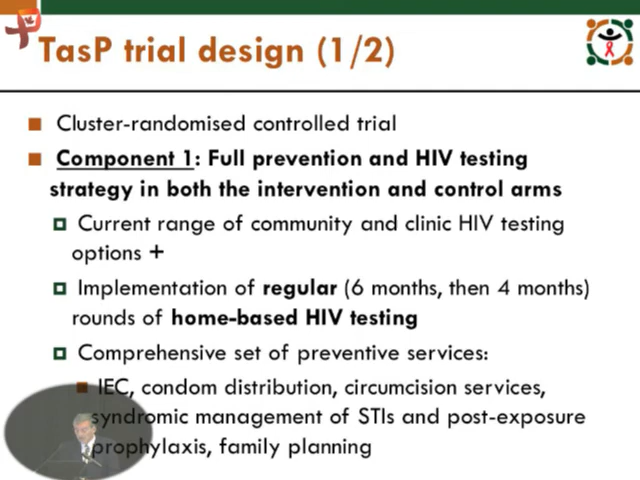 TasP trial design (1/2)
Cluster-randomised controlled trial
Component 1: Full prevention and HIV testing
strategy in both the intervention and control arms
Current range of community and clinic HIV testing
options +
Implementation of regular (6 months, then 4 months)
rounds of home-based HIV testing
Comprehensive set of preventive services:
IEC, condom distribution, circumcision services,
syndromic management of STIs and post-exposure
prophylaxis, family planning